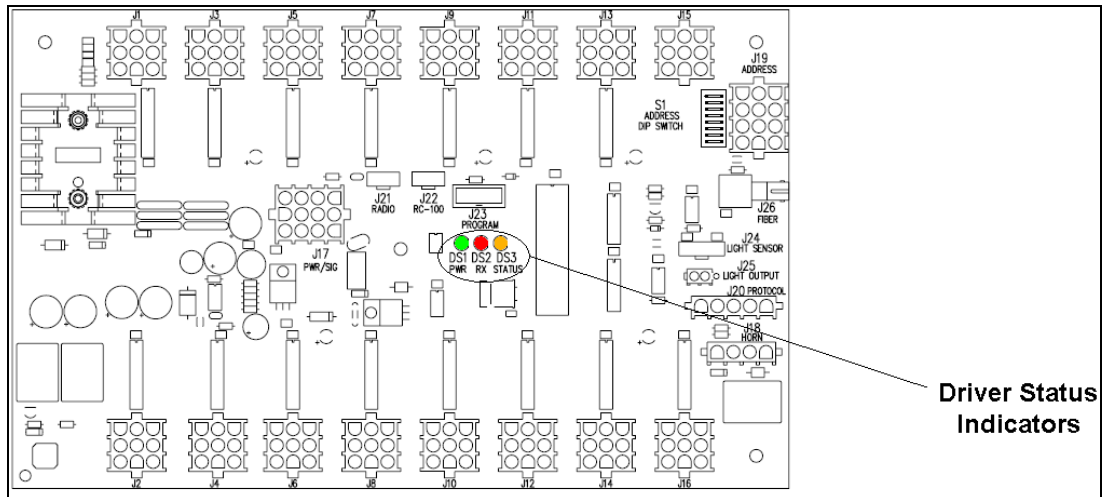 J1 J3 J5 J7 J9 J11 J13 J15
J19
ADDRESS
S1
ADDRESS
DIP SWITCH
J21
RADIO
J22
RC-100
J23
PROGRAM
J26
FIBER
J17
PWR/SIG
DS1 DS2 DS3
PWR RX STATUS
J24
LIGHT SENSOR
J25
LIGHT OUTPUT
J20 PROTOCOL
J18
HORN
Driver Status
Indicators
J2 J4 J6 J8 J10 J12 J14 J16